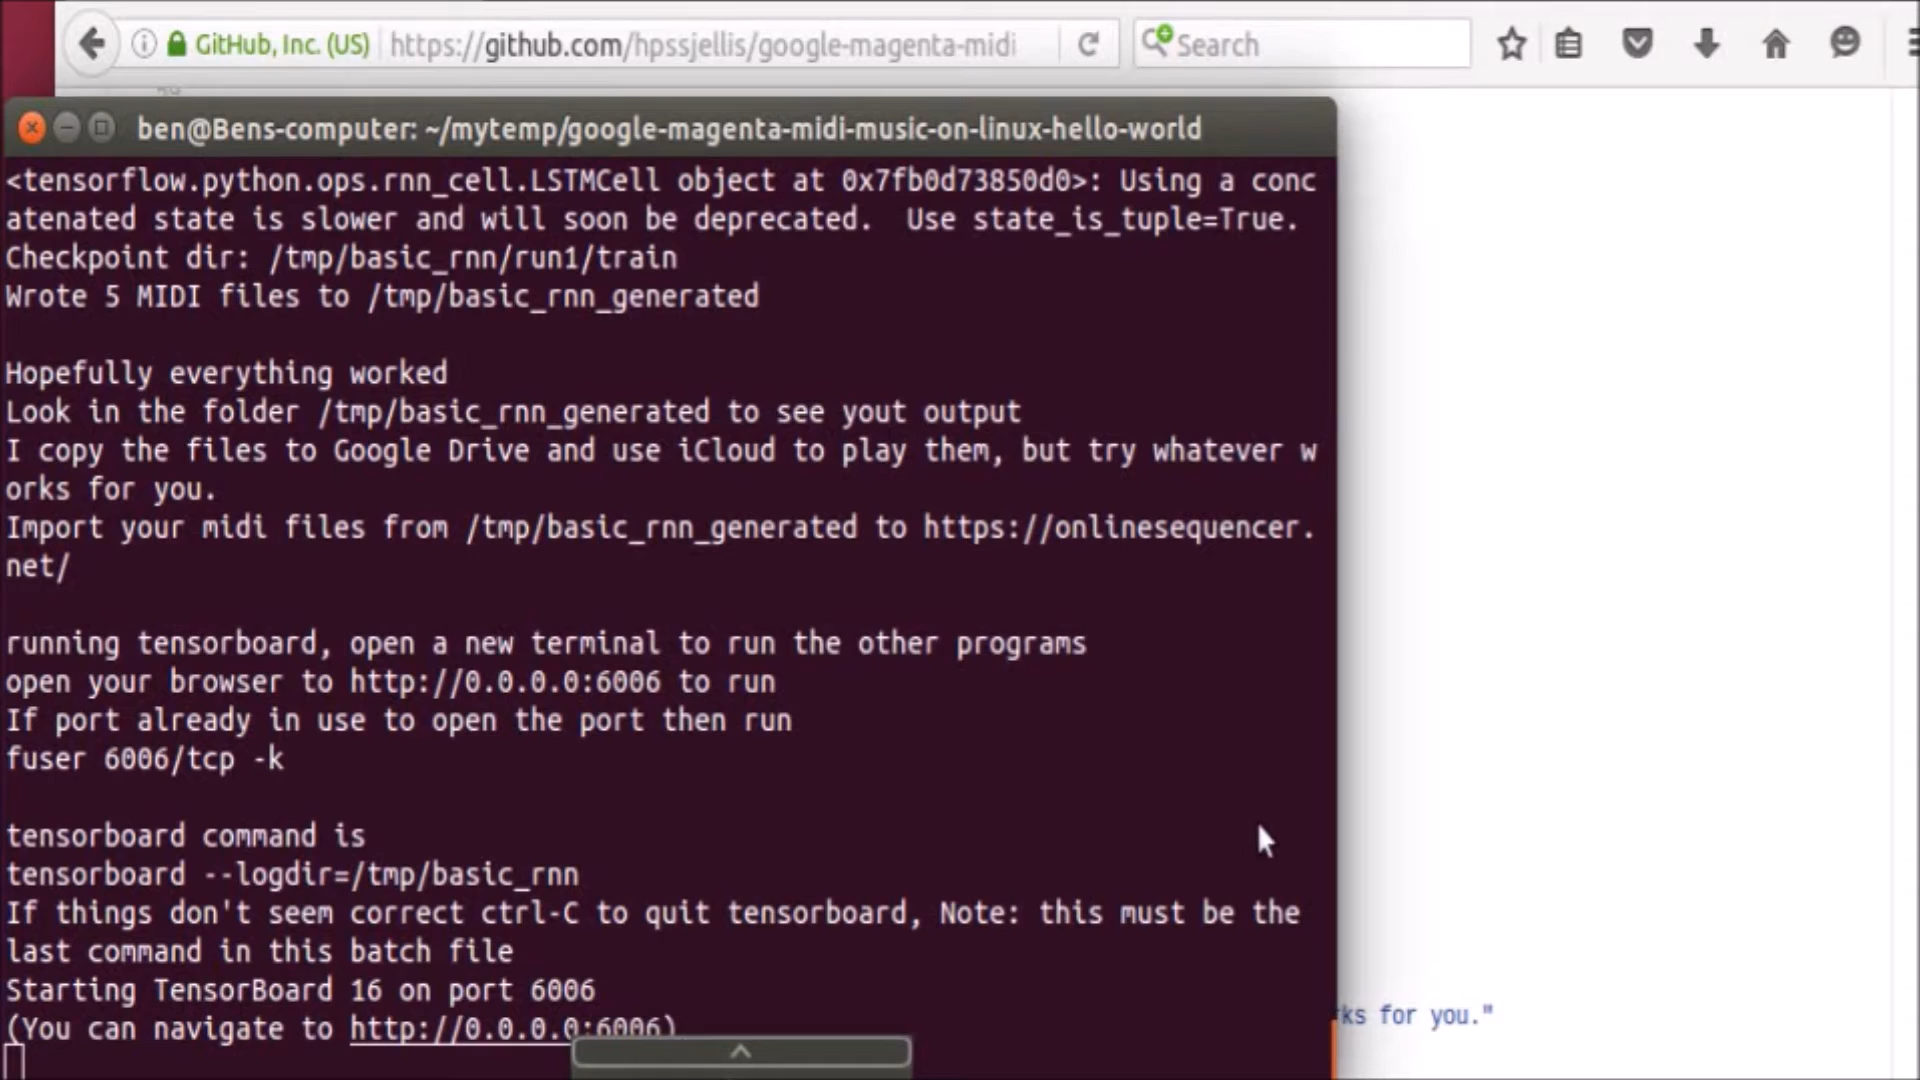 GitHub, Inc. (US) https://github.com/hpssjellis/google-magenta-midi Search
ben@Bens-computer: ~/mytemp/google-magenta-midi-music-on-linux-hello-world
<tensorflow.python.ops.rnn_cell.LSTMCell object at 0x7fb0d73850d0>: Using a conc
atenated state is slower and will soon be deprecated.  Use state_is_tuple=True.
Checkpoint dir: /tmp/basic_rnn/run1/train
Wrote 5 MIDI files to /tmp/basic_rnn_generated
Hopefully everything worked
Look in the folder /tmp/basic_rnn_generated to see yout output
I copy the files to Google Drive and use iCloud to play them, but try whatever w
orks for you.
Import your midi files from /tmp/basic_rnn_generated to https://onlinesequencer.
net/
running tensorboard, open a new terminal to run the other programs
open your browser to http://0.0.0.0:6006 to run
If port already in use to open the port then run
fuser 6006/tcp -k
tensorboard command is
tensorboard --logdir=/tmp/basic_rnn
If things don't seem correct ctrl-C to quit tensorboard, Note: this must be the
last command in this batch file
Starting TensorBoard 16 on port 6006
(You can navigate to http://0.0.0.0:6006)
rks for you."